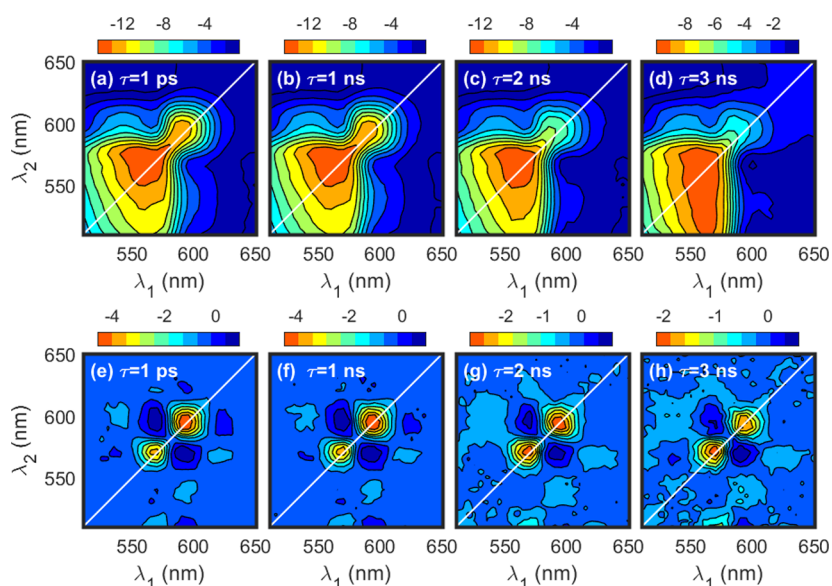 -12 -8 -4 -12 -8 -4 -12 -8 -4 -8 -6 -4 -2
650 (a) τ=1 ps (b) τ=1 ns (c) τ=2 ns (d) τ=3 ns
600
550
λ2 (nm)
550 600 650 550 600 650 550 600 650 550 600 650
λ1 (nm) λ1 (nm) λ1 (nm) λ1 (nm)
-4 -2 0 -4 -2 0 -2 -1 0 -2 -1 0
650 (e) τ=1 ps (f) τ=1 ns (g) τ=2 ns (h) τ=3 ns
600
550
λ2 (nm)
550 600 650 550 600 650 550 600 650 550 600 650
λ1 (nm) λ1 (nm) λ1 (nm) λ1 (nm)